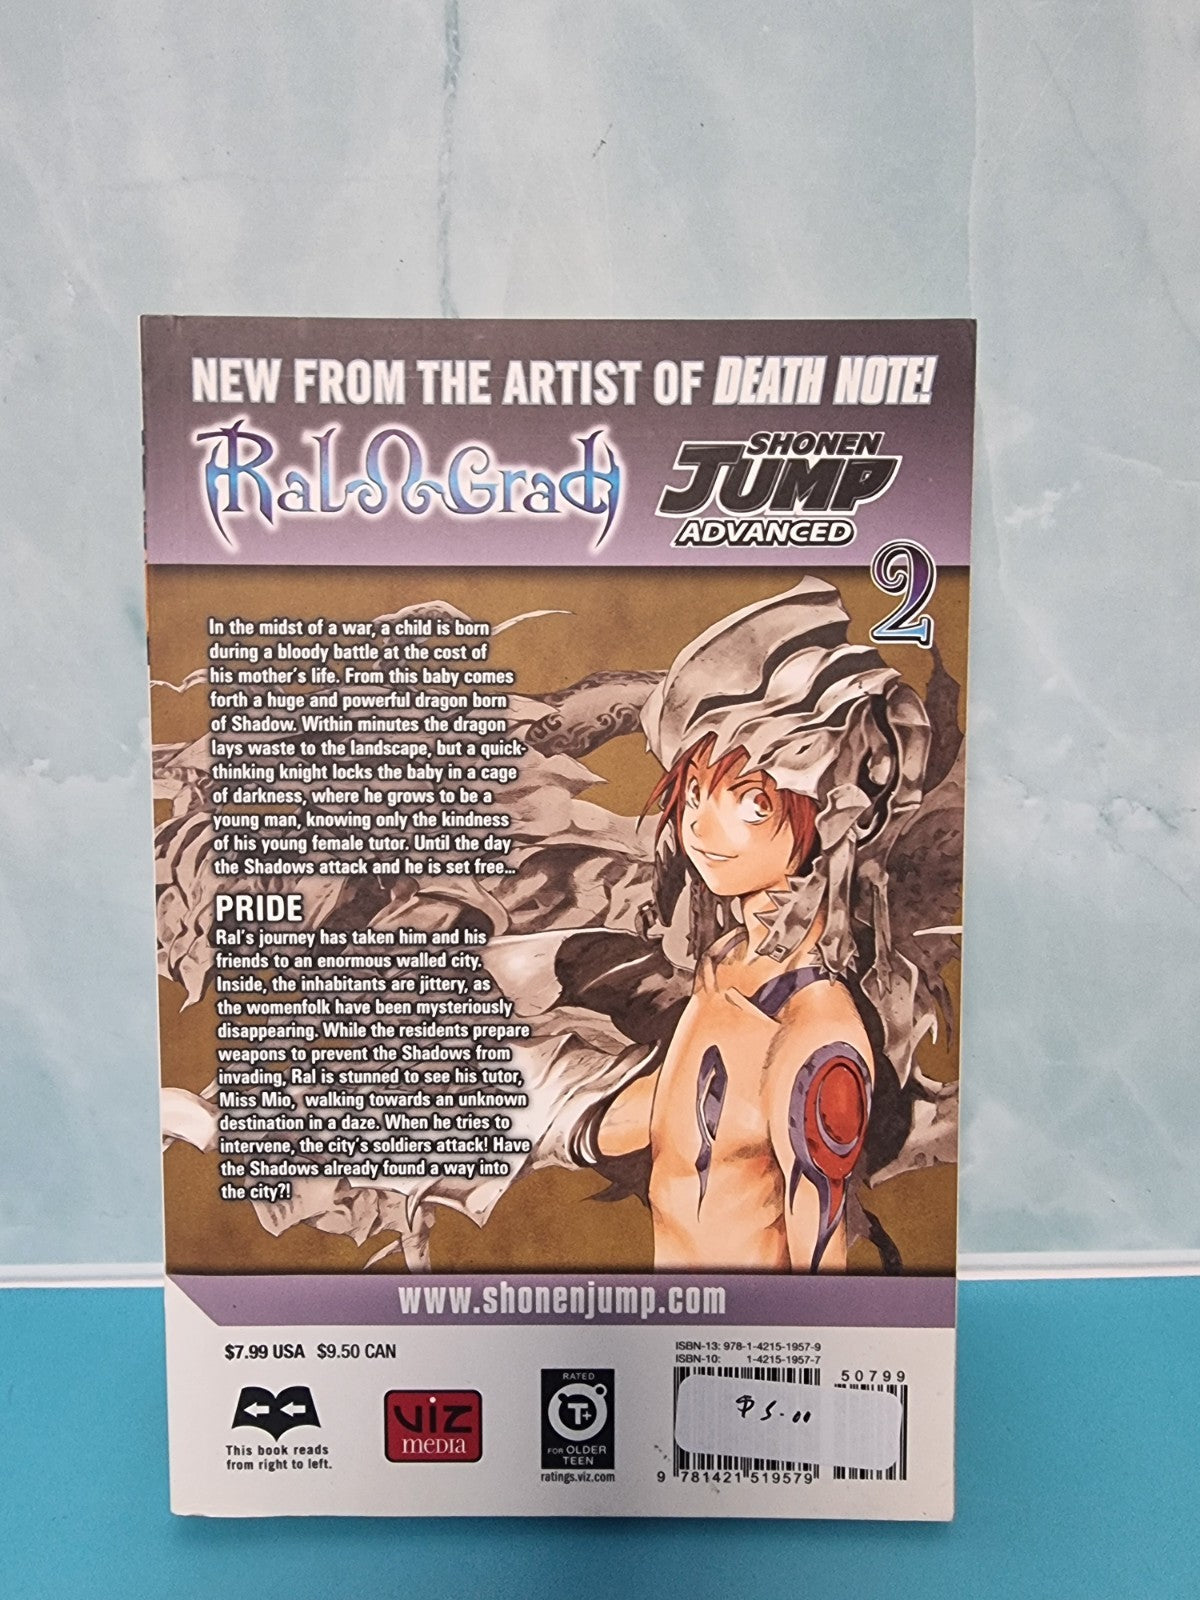 NEW FROM THE ARTIST OF DEATH NOTE!
RalΩGrad
SHONEN
JUMP
ADVANCED
2
In the midst of a war, a child is born
during a bloody battle at the cost of
his mother's life. From this baby comes
forth a huge and powerful dragon born
of Shadow. Within minutes the dragon
lays waste to the landscape, but a quick-
thinking knight locks the baby in a cage
of darkness, where he grows to be a
young man, knowing only the kindness
of his young female tutor. Until the day
the Shadows attack and he is set free...
PRIDE
Ral's journey has taken him and his
friends to an enormous walled city.
Inside, the inhabitants are jittery, as
the womenfolk have been mysteriously
disappearing. While the residents prepare
weapons to prevent the Shadows from
invading, Ral is stunned to see his tutor,
Miss Mio, walking towards an unknown
destination in a daze. When he tries to
intervene, the city's soldiers attack! Have
the Shadows already found a way into
the city?!
www.shonenjump.com
$7.99 USA $9.50 CAN
This book reads
from right to left.
VIZ
MEDIA
RATED
T+
FOR OLDER
TEEN
ratings.viz.com
ISBN-13: 978-1-4215-1957-9
ISBN-10: 1-4215-1957-7
50799
$5.00
9 781421 519579